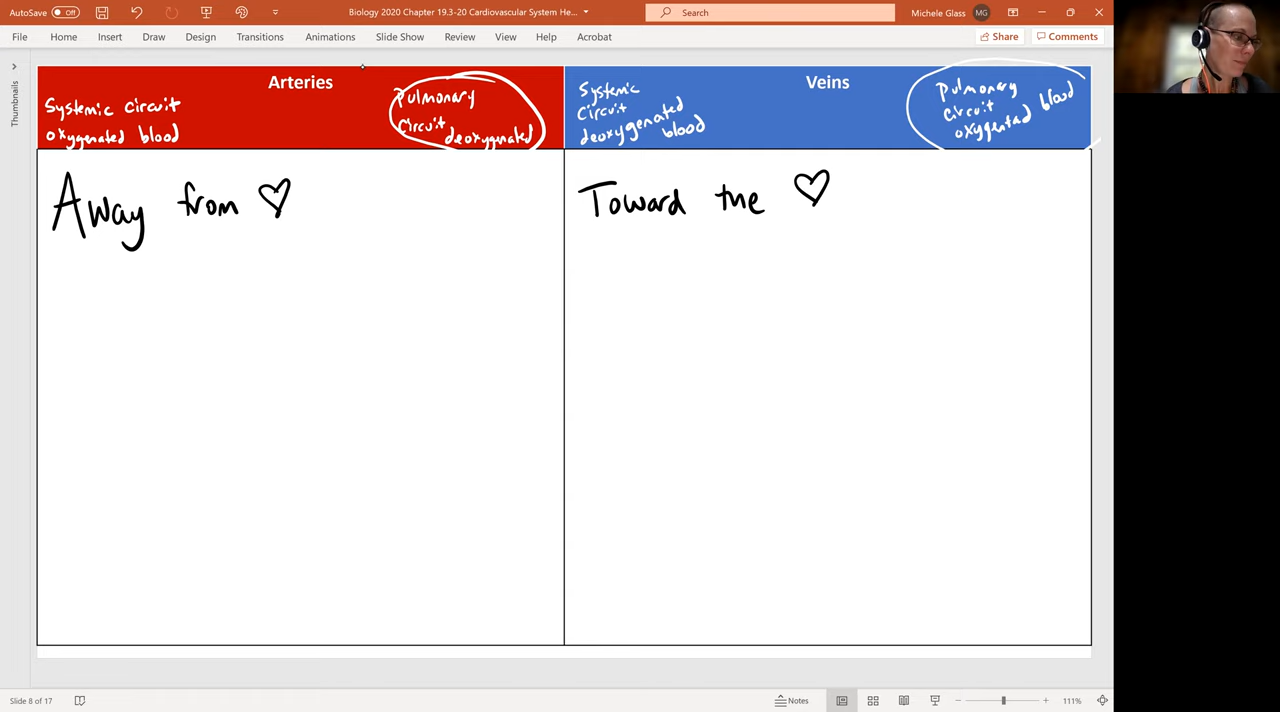 AutoSave Off
Biology 2020 Chapter 19.3-20 Cardiovascular System He...
Search
Michele Glass MG
File Home Insert Draw Design Transitions Animations Slide Show Review View Help Acrobat
Share Comments
Thumbnails
Arteries
Systemic circuit
oxygenated blood
Pulmonary
circuit deoxygenated
Veins
Systemic
circuit
deoxygenated
blood
Pulmonary
circuit
oxygentad blood
Away from ♡
Toward the ♡
Slide 8 of 17
Notes
111%